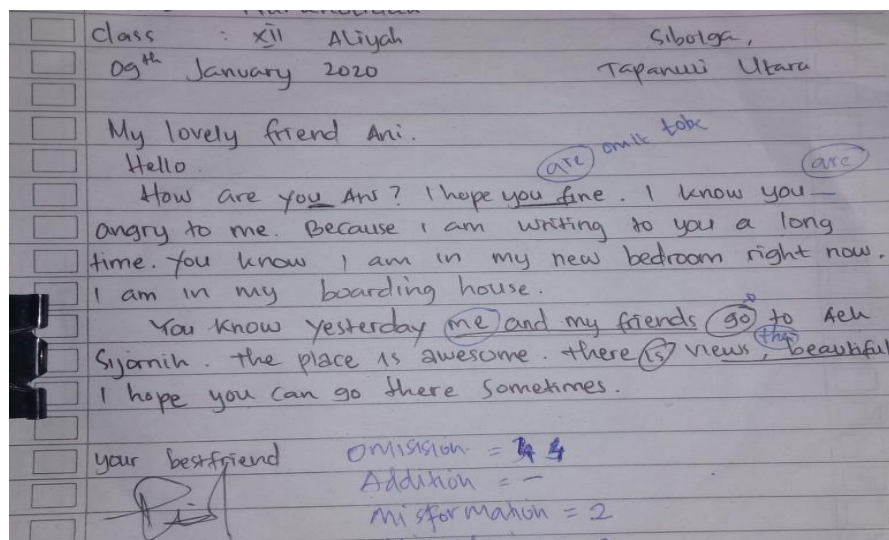 Class : XII Aliyah Sibolga,
09th January 2020 Tapanuli Utara
My lovely friend Ani.
Hello.
are omit tobe are
How are you Ani? I hope you fine. I know you
angry to me. Because I am writing to you a long
time. You know I am in my new bedroom right now.
I am in my boarding house.
You know yesterday me and my friends go to Aek
Sijornih. the place is awesome. there is views, the beautiful
I hope you can go there sometimes.
your bestfriend Omission = 4
Addition = -
Misformation = 2